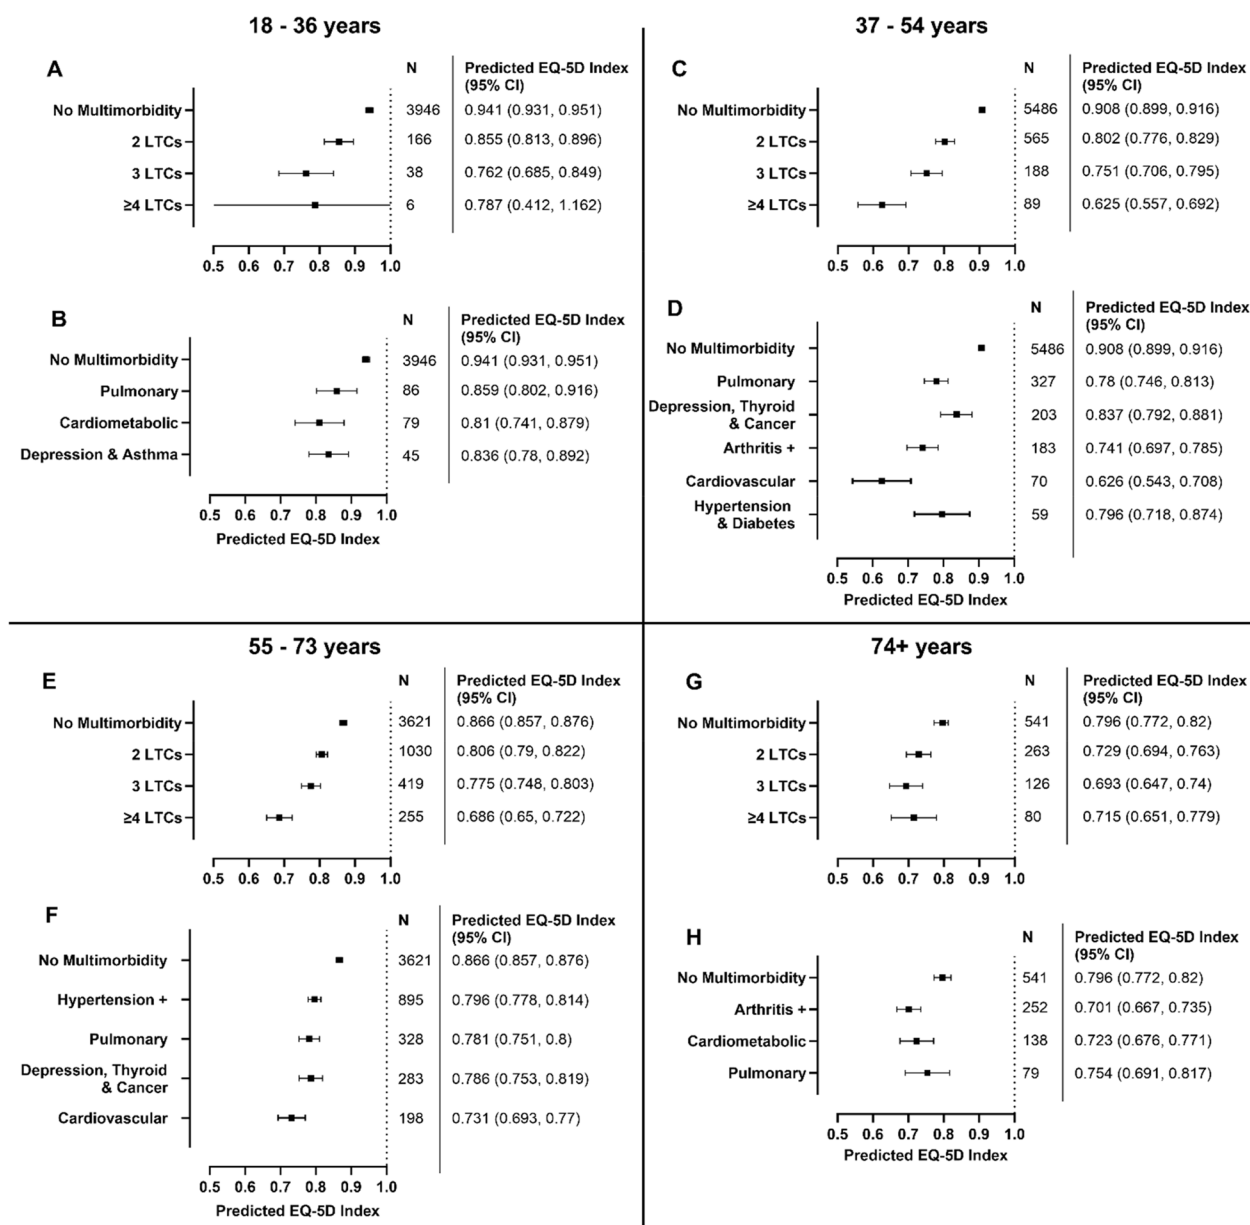 18 - 36 years
A
N
Predicted EQ-5D Index
(95% CI)
No Multimorbidity 3946 0.941 (0.931, 0.951)
2 LTCs 166 0.855 (0.813, 0.896)
3 LTCs 38 0.762 (0.685, 0.849)
≥4 LTCs 6 0.787 (0.412, 1.162)
0.5 0.6 0.7 0.8 0.9 1.0
B
N
Predicted EQ-5D Index
(95% CI)
No Multimorbidity 3946 0.941 (0.931, 0.951)
Pulmonary 86 0.859 (0.802, 0.916)
Cardiometabolic 79 0.81 (0.741, 0.879)
Depression & Asthma 45 0.836 (0.78, 0.892)
0.5 0.6 0.7 0.8 0.9 1.0
Predicted EQ-5D Index
37 - 54 years
C
N
Predicted EQ-5D Index
(95% CI)
No Multimorbidity 5486 0.908 (0.899, 0.916)
2 LTCs 565 0.802 (0.776, 0.829)
3 LTCs 188 0.751 (0.706, 0.795)
≥4 LTCs 89 0.625 (0.557, 0.692)
0.5 0.6 0.7 0.8 0.9 1.0
D
N
Predicted EQ-5D Index
(95% CI)
No Multimorbidity 5486 0.908 (0.899, 0.916)
Pulmonary 327 0.78 (0.746, 0.813)
Depression, Thyroid
& Cancer 203 0.837 (0.792, 0.881)
Arthritis + 183 0.741 (0.697, 0.785)
Cardiovascular 70 0.626 (0.543, 0.708)
Hypertension
& Diabetes 59 0.796 (0.718, 0.874)
0.5 0.6 0.7 0.8 0.9 1.0
Predicted EQ-5D Index
55 - 73 years
E
N
Predicted EQ-5D Index
(95% CI)
No Multimorbidity 3621 0.866 (0.857, 0.876)
2 LTCs 1030 0.806 (0.79, 0.822)
3 LTCs 419 0.775 (0.748, 0.803)
≥4 LTCs 255 0.686 (0.65, 0.722)
0.5 0.6 0.7 0.8 0.9 1.0
F
N
Predicted EQ-5D Index
(95% CI)
No Multimorbidity 3621 0.866 (0.857, 0.876)
Hypertension + 895 0.796 (0.778, 0.814)
Pulmonary 328 0.781 (0.751, 0.8)
Depression, Thyroid
& Cancer 283 0.786 (0.753, 0.819)
Cardiovascular 198 0.731 (0.693, 0.77)
0.5 0.6 0.7 0.8 0.9 1.0
Predicted EQ-5D Index
74+ years
G
N
Predicted EQ-5D Index
(95% CI)
No Multimorbidity 541 0.796 (0.772, 0.82)
2 LTCs 263 0.729 (0.694, 0.763)
3 LTCs 126 0.693 (0.647, 0.74)
≥4 LTCs 80 0.715 (0.651, 0.779)
0.5 0.6 0.7 0.8 0.9 1.0
H
N
Predicted EQ-5D Index
(95% CI)
No Multimorbidity 541 0.796 (0.772, 0.82)
Arthritis + 252 0.701 (0.667, 0.735)
Cardiometabolic 138 0.723 (0.676, 0.771)
Pulmonary 79 0.754 (0.691, 0.817)
0.5 0.6 0.7 0.8 0.9 1.0
Predicted EQ-5D Index